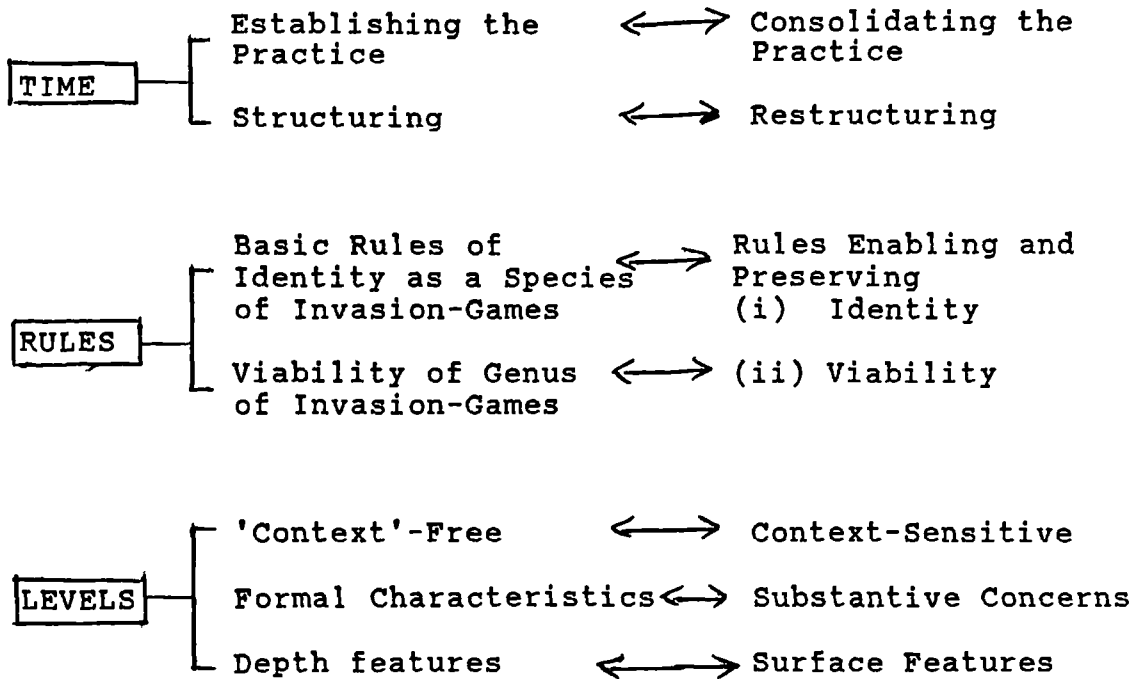 Establishing the Consolidating the
Practice Practice
TIME
Structuring Restructuring
Basic Rules of Rules Enabling and
Identity as a Species Preserving
of Invasion-Games (i) Identity
RULES
Viability of Genus (ii) Viability
of Invasion-Games
'Context'-Free Context-Sensitive
LEVELS Formal Characteristics Substantive Concerns
Depth features Surface Features